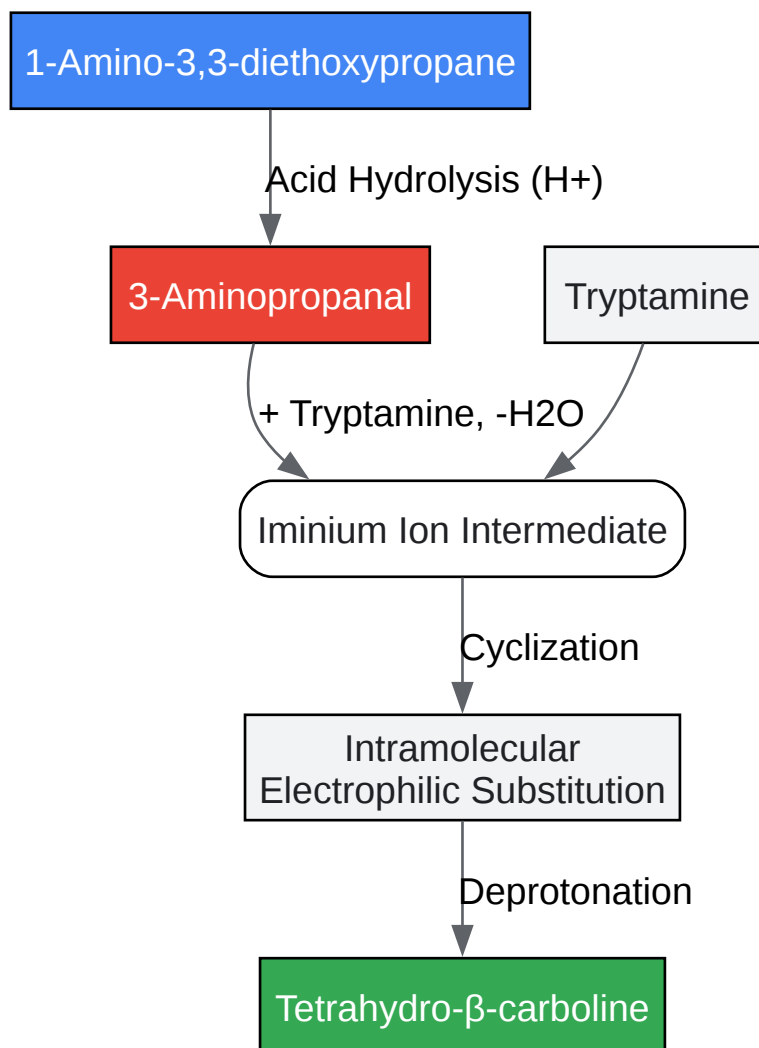 1-Amino-3,3-diethoxypropane
Acid Hydrolysis (H+)
3-Aminopropanal
Tryptamine
+ Tryptamine, -H2O
Iminium Ion Intermediate
Cyclization
Intramolecular
Electrophilic Substitution
Deprotonation
Tetrahydro-β-carboline